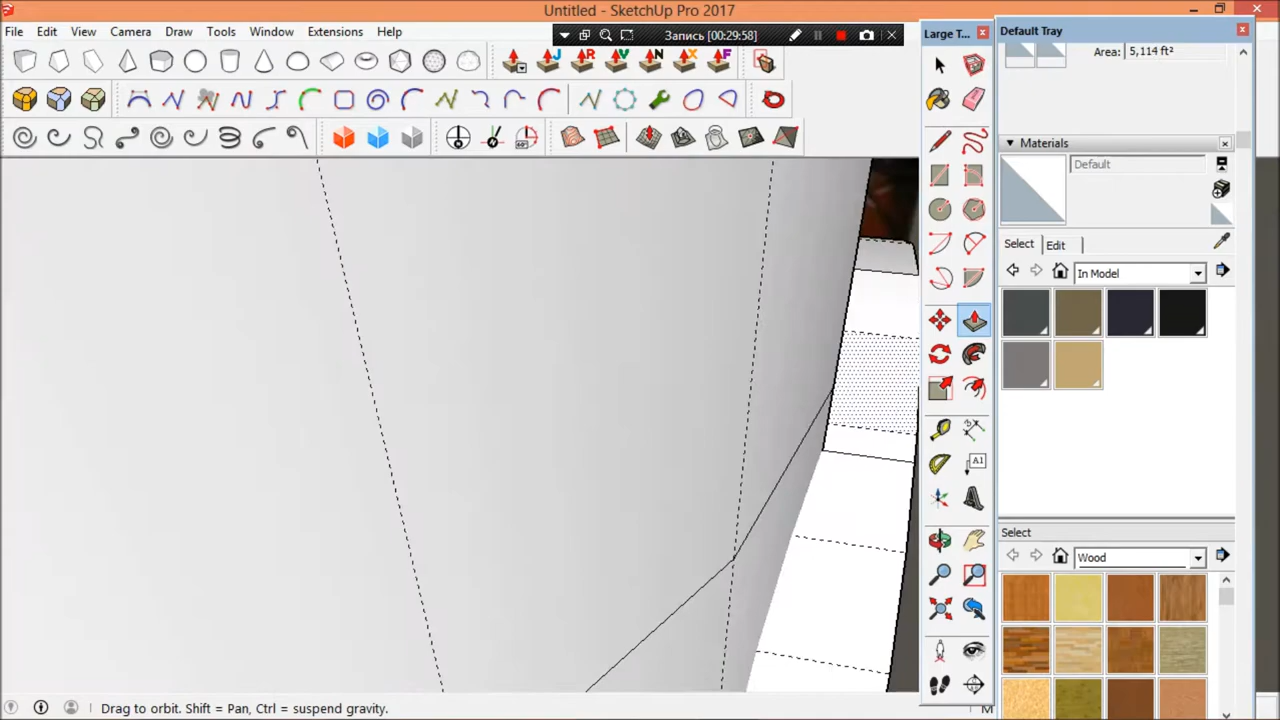 Untitled - SketchUp Pro 2017
File Edit View Camera Draw Tools Window Extensions Help
Запись [00:29:58]
J R V N X F
Large T...
Default Tray
Area: 5,114 ft²
Materials
Default
Select Edit
In Model
A1
Select
Wood
Drag to orbit. Shift = Pan, Ctrl = suspend gravity.
M